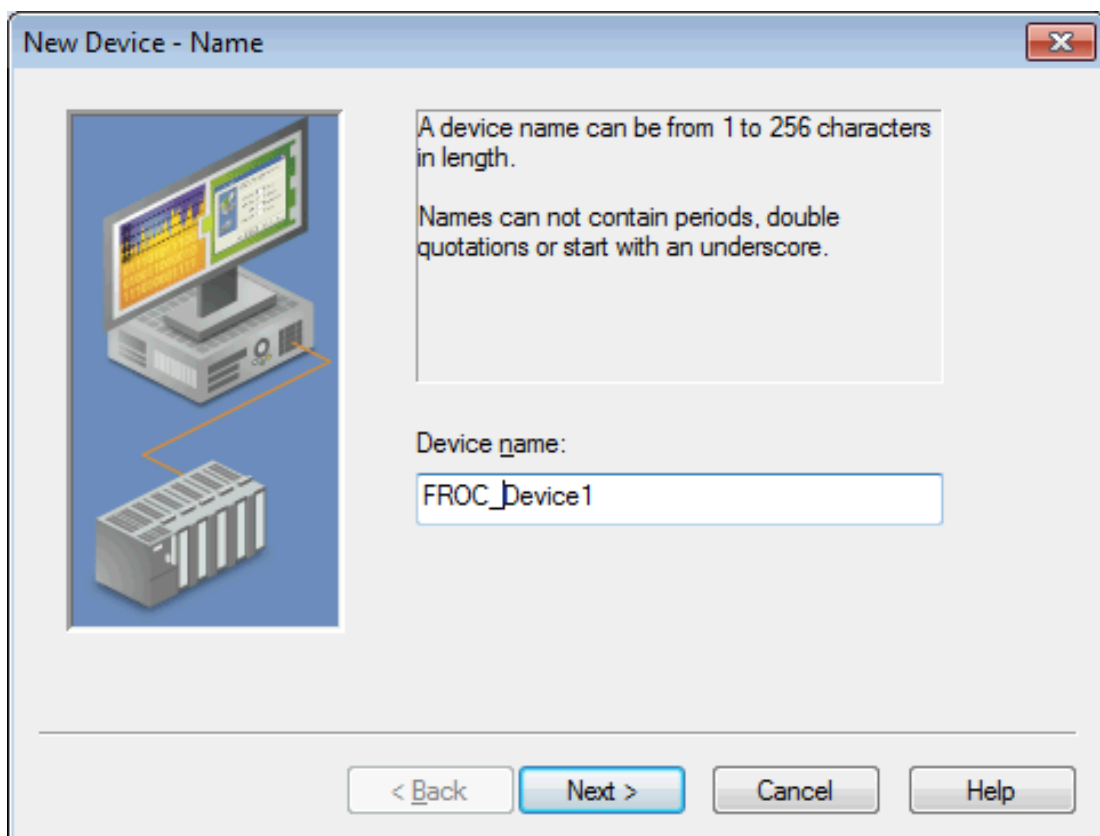 New Device - Name
A device name can be from 1 to 256 characters
in length.
Names can not contain periods, double
quotations or start with an underscore.
Device name:
FROC_Device1
< Back
Next >
Cancel
Help